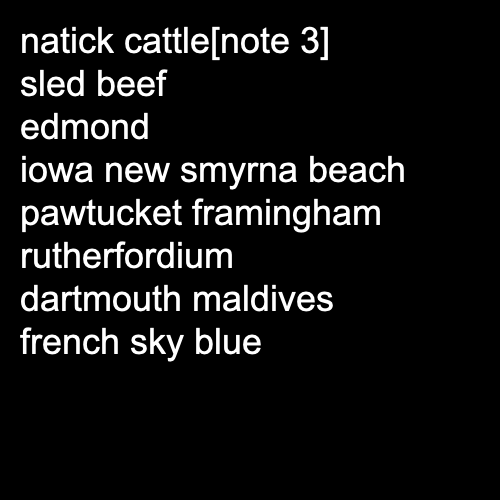 natick cattle[note 3]
sled beef
edmond
iowa new smyrna beach
pawtucket framingham
rutherfordium
dartmouth maldives
french sky blue